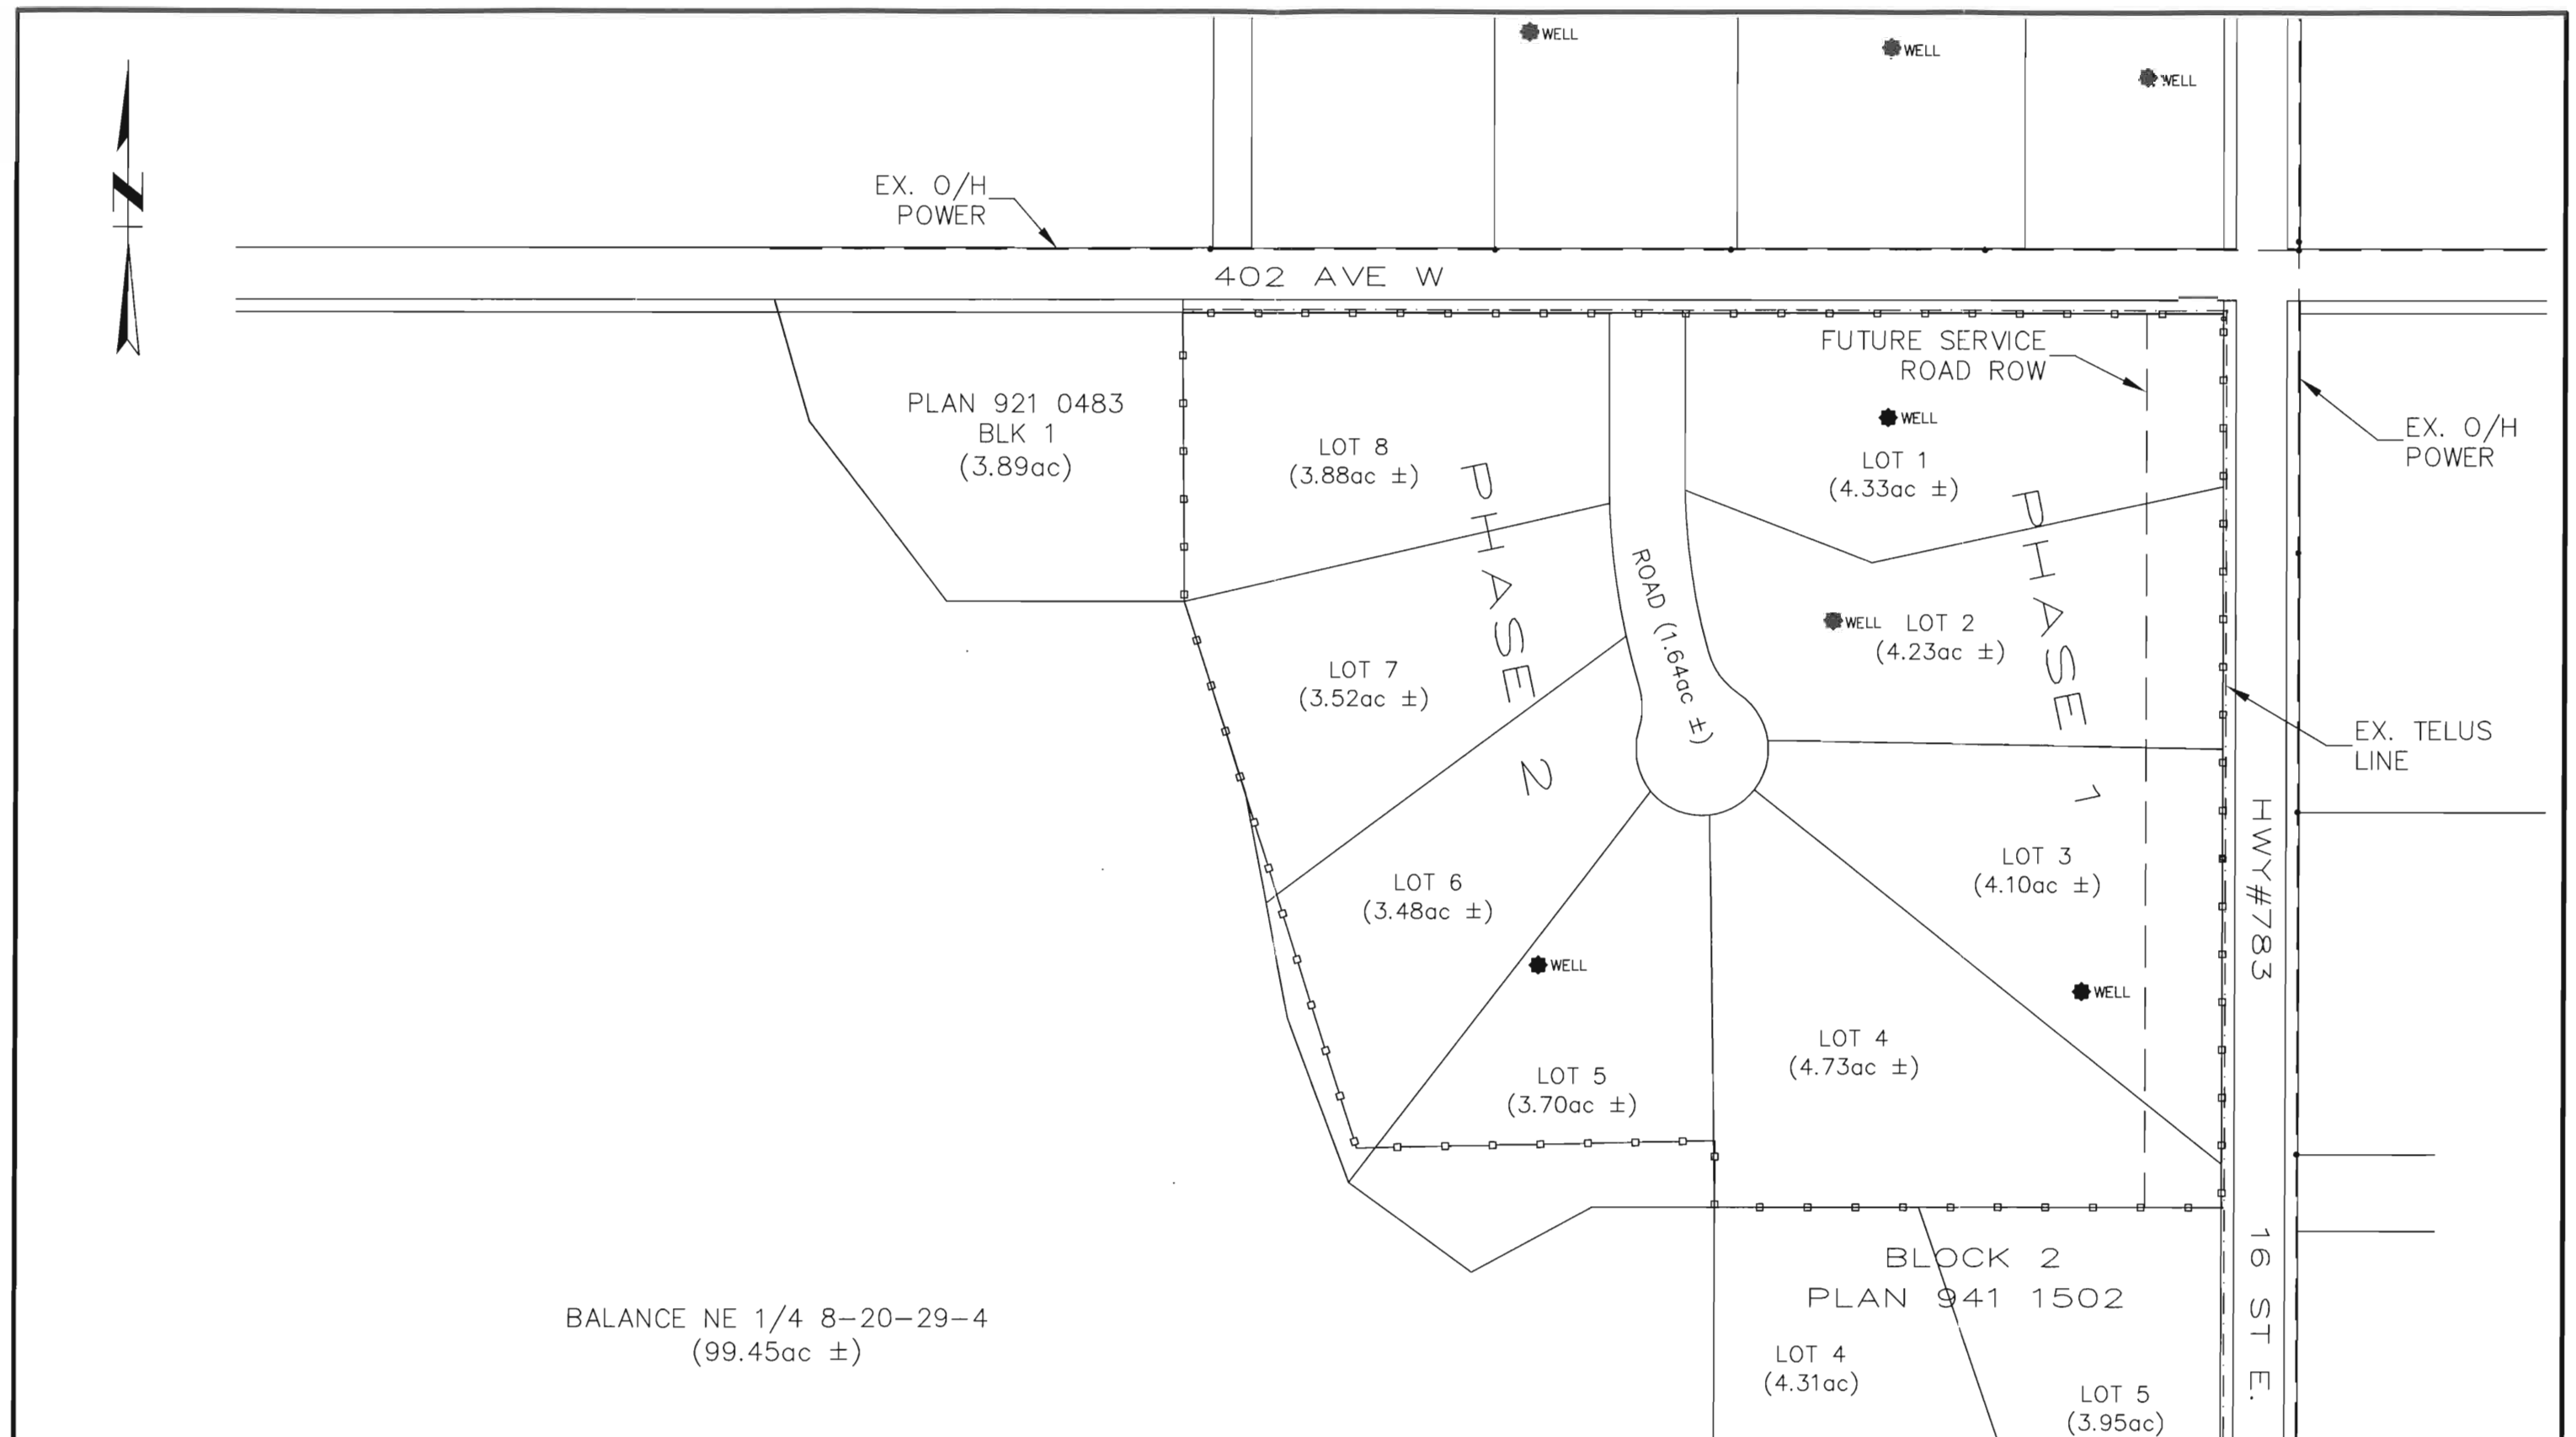 WELL
WELL
WELL
N
EX. O/H
POWER
402 AVE W
FUTURE SERVICE
ROAD ROW
PLAN 921 0483
BLK 1
(3.89ac)
LOT 8
(3.88ac ±)
PHASE 2
WELL
LOT 1
(4.33ac ±)
PHASE 1
EX. O/H
POWER
ROAD (1.64ac ±)
WELL
LOT 2
(4.23ac ±)
LOT 7
(3.52ac ±)
EX. TELUS
LINE
HWY#783
LOT 3
(4.10ac ±)
LOT 6
(3.48ac ±)
WELL
WELL
LOT 4
(4.73ac ±)
LOT 5
(3.70ac ±)
16 ST E.
BLOCK 2
PLAN 941 1502
BALANCE NE 1/4 8-20-29-4
(99.45ac ±)
LOT 4
(4.31ac)
LOT 5
(3.95ac)